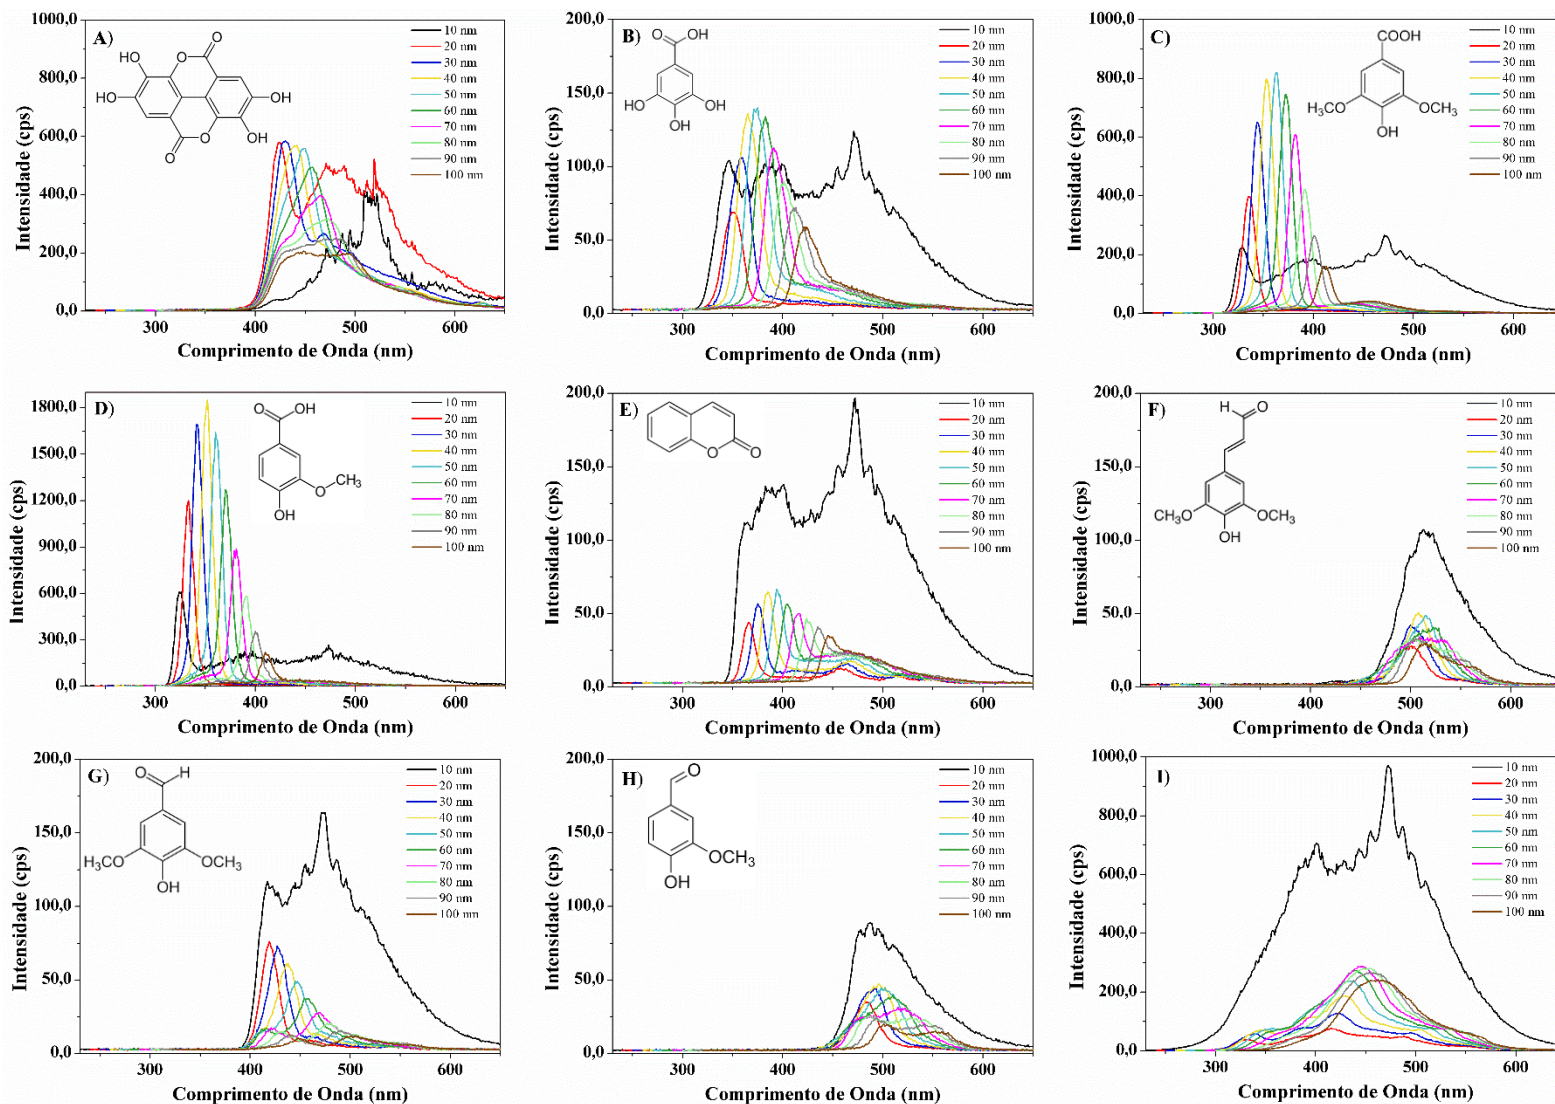 A)
1000,0
800,0
600,0
400,0
200,0
0,0
300
400
500
600
Intensidade (cps)
Comprimento de Onda (nm)
O
O
HO
HO
OH
HO
O
O
10 nm
20 nm
30 nm
40 nm
50 nm
60 nm
70 nm
80 nm
90 nm
100 nm
B)
200,0
150,0
100,0
50,0
0,0
300
400
500
600
Intensidade (cps)
Comprimento de Onda (nm)
O
OH
HO
OH
OH
10 nm
20 nm
30 nm
40 nm
50 nm
60 nm
70 nm
80 nm
90 nm
100 nm
C)
1000,0
800,0
600,0
400,0
200,0
0,0
300
400
500
600
Intensidade (cps)
Comprimento de Onda (nm)
COOH
H₃CO
OCH₃
OH
10 nm
20 nm
30 nm
40 nm
50 nm
60 nm
70 nm
80 nm
90 nm
100 nm
D)
1800,0
1500,0
1200,0
900,0
600,0
300,0
0,0
300
400
500
600
Intensidade (cps)
Comprimento de Onda (nm)
O
OH
O
CH₃
OH
10 nm
20 nm
30 nm
40 nm
50 nm
60 nm
70 nm
80 nm
90 nm
100 nm
E)
200,0
150,0
100,0
50,0
0,0
300
400
500
600
Intensidade (cps)
Comprimento de Onda (nm)
O
O
10 nm
20 nm
30 nm
40 nm
50 nm
60 nm
70 nm
80 nm
90 nm
100 nm
F)
200,0
150,0
100,0
50,0
0,0
300
400
500
600
Intensidade (cps)
Comprimento de Onda (nm)
H
O
H₃CO
OCH₃
OH
10 nm
20 nm
30 nm
40 nm
50 nm
60 nm
70 nm
80 nm
90 nm
100 nm
G)
200,0
150,0
100,0
50,0
0,0
300
400
500
600
Intensidade (cps)
Comprimento de Onda (nm)
O
H
H₃CO
OCH₃
OH
10 nm
20 nm
30 nm
40 nm
50 nm
60 nm
70 nm
80 nm
90 nm
100 nm
H)
200,0
150,0
100,0
50,0
0,0
300
400
500
600
Intensidade (cps)
Comprimento de Onda (nm)
O
O
CH₃
OH
10 nm
20 nm
30 nm
40 nm
50 nm
60 nm
70 nm
80 nm
90 nm
100 nm
I)
1000,0
800,0
600,0
400,0
200,0
0,0
300
400
500
600
Intensidade (cps)
Comprimento de Onda (nm)
10 nm
20 nm
30 nm
40 nm
50 nm
60 nm
70 nm
80 nm
90 nm
100 nm